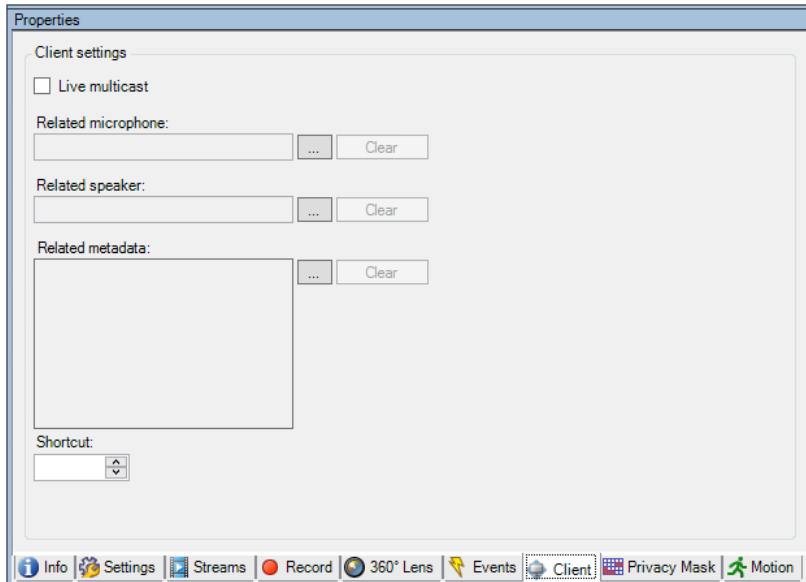 Properties
Client settings
Live multicast
Related microphone:
... Clear
Related speaker:
... Clear
Related metadata:
... Clear
Shortcut:
Info Settings Streams Record 360° Lens Events Client Privacy Mask Motion